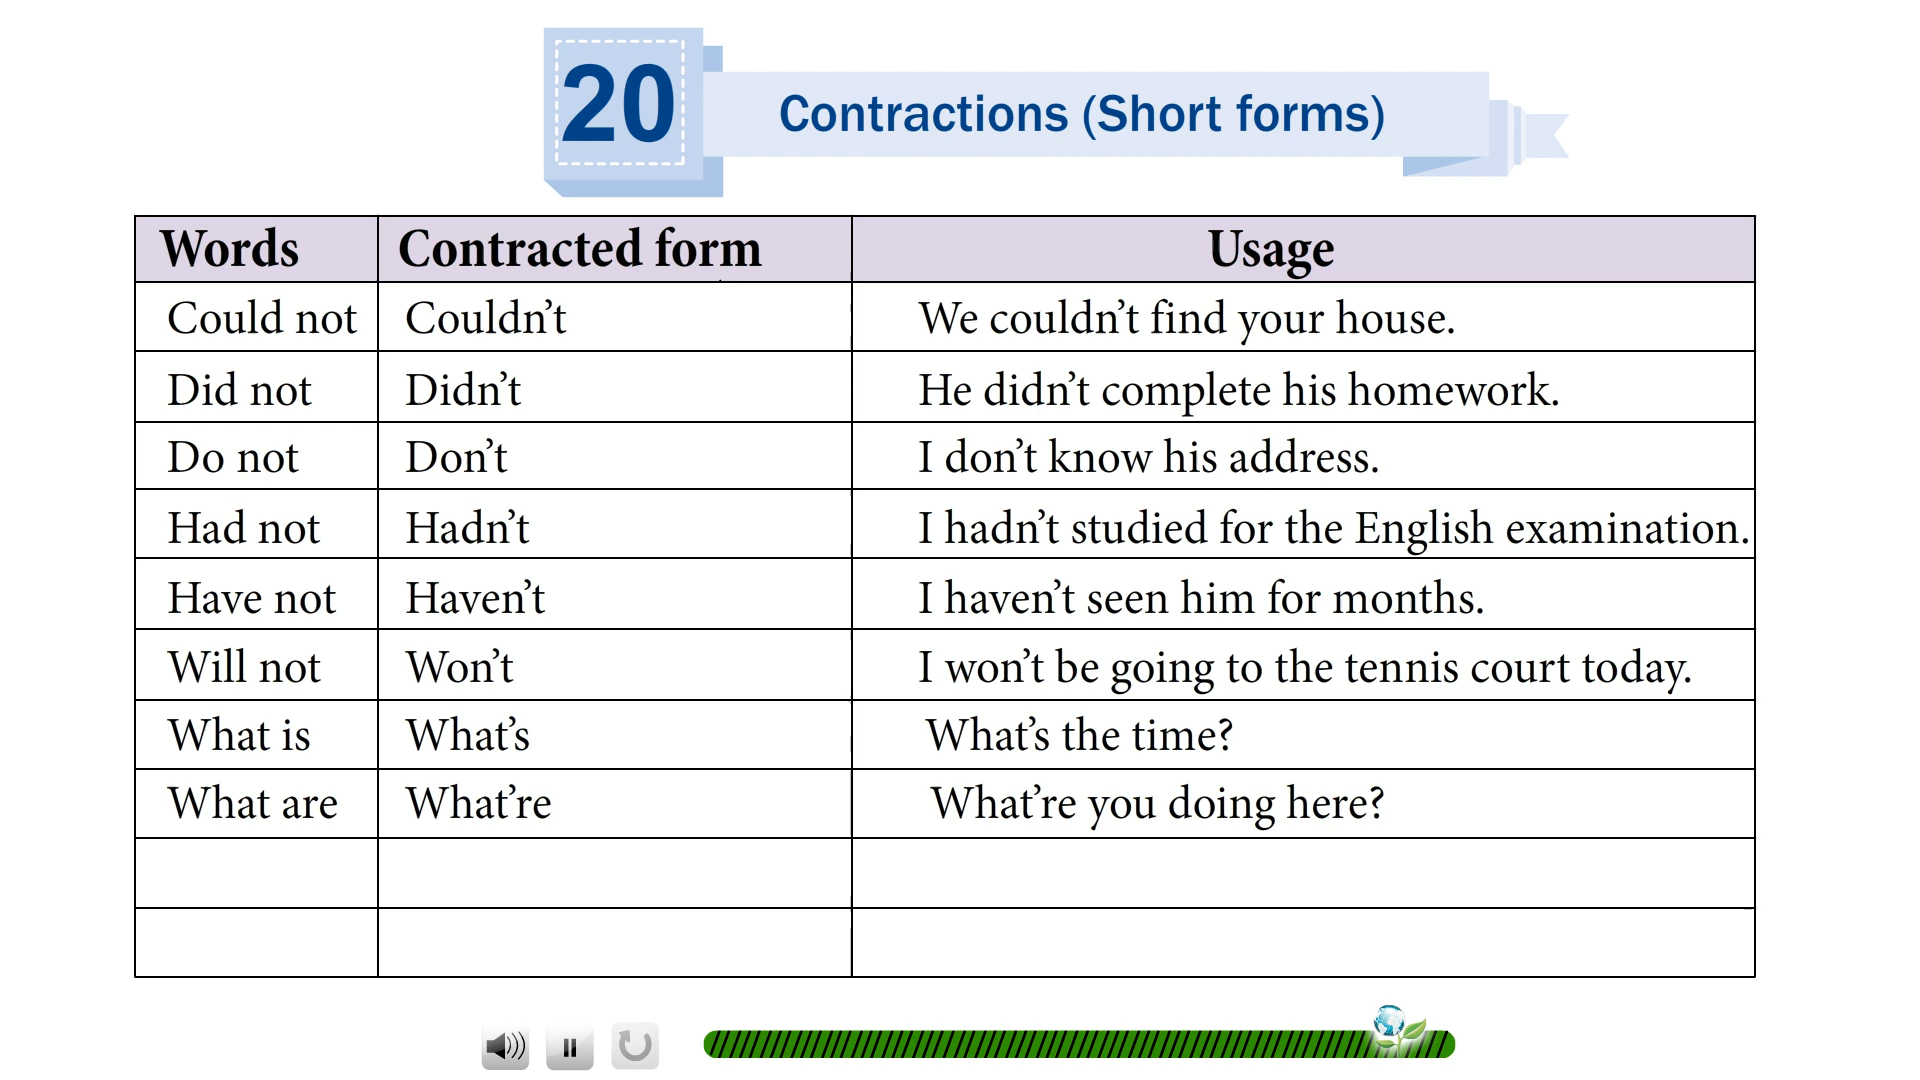 20
Contractions (Short forms)
Words Contracted form Usage
Could not Couldn’t We couldn’t find your house.
Did not Didn’t He didn’t complete his homework.
Do not Don’t I don’t know his address.
Had not Hadn’t I hadn’t studied for the English examination.
Have not Haven’t I haven’t seen him for months.
Will not Won’t I won’t be going to the tennis court today.
What is What’s What’s the time?
What are What’re What’re you doing here?